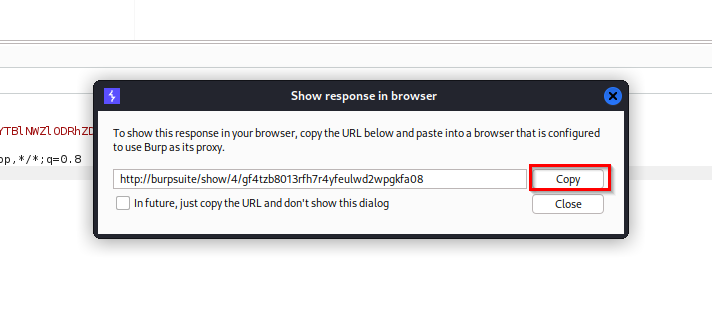 Show response in browser
YTBlNWZlODRhZD
To show this response in your browser, copy the URL below and paste into a browser that is configured
to use Burp as its proxy.
op,*/*;q=0.8
http://burpsuite/show/4/gf4tzb8013rfh7r4yfeulwd2wpgkfa08
Copy
In future, just copy the URL and don't show this dialog
Close